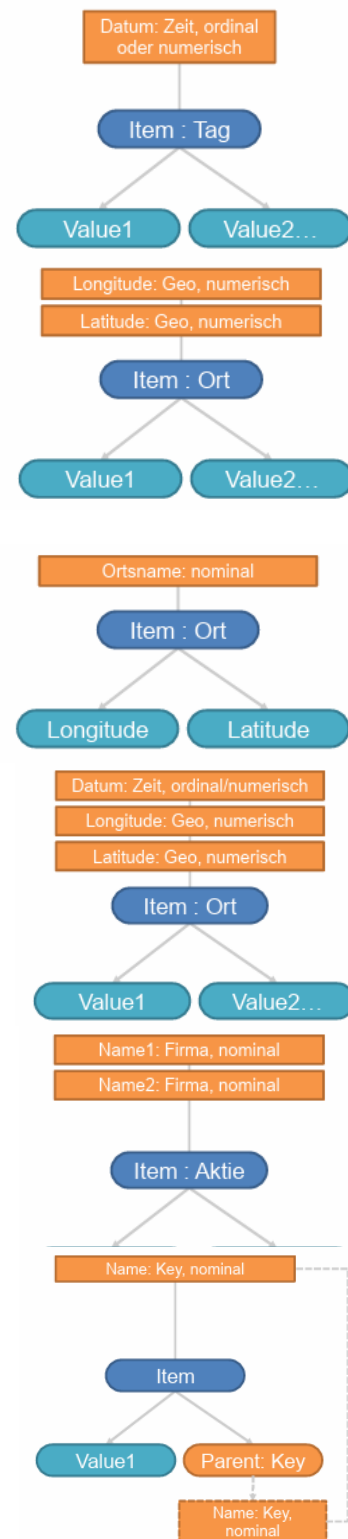 Datum: Zeit, ordinal
oder numerisch
Item : Tag
Value1
Value2...
Longitude: Geo, numerisch
Latitude: Geo, numerisch
Item : Ort
Value1
Value2...
Ortsname: nominal
Item : Ort
Longitude
Latitude
Datum: Zeit, ordinal/numerisch
Longitude: Geo, numerisch
Latitude: Geo, numerisch
Item : Ort
Value1
Value2...
Name1: Firma, nominal
Name2: Firma, nominal
Item : Aktie
Name: Key, nominal
Item
Value1
Parent: Key
Name: Key,
nominal